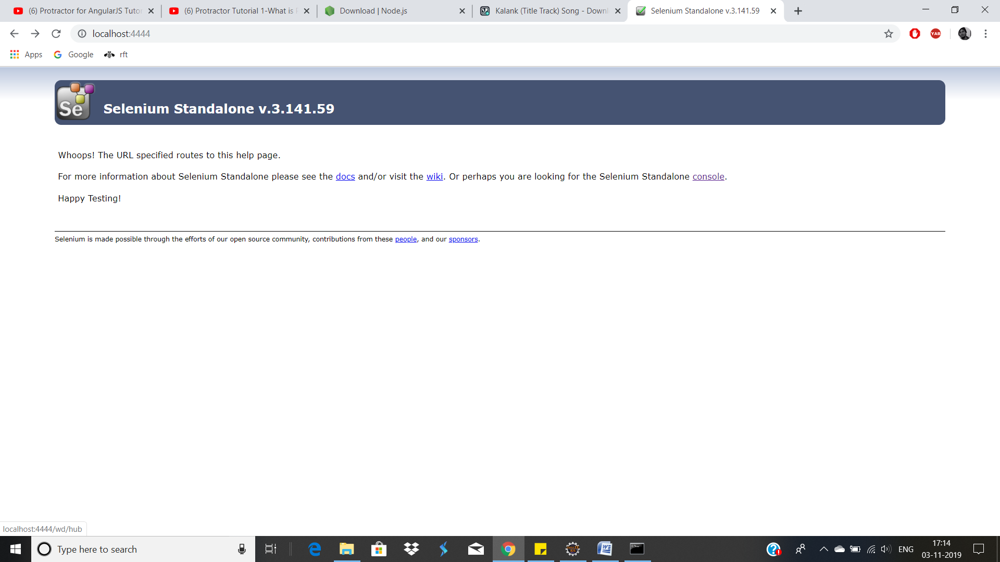 (6) Protractor for AngularJS Tutor
(6) Protractor Tutorial 1-What is
Download | Node.js
Kalank (Title Track) Song - Down
Selenium Standalone v.3.141.59
localhost:4444
YAB
Apps
Google
rft
Se
Selenium Standalone v.3.141.59
Whoops! The URL specified routes to this help page.
For more information about Selenium Standalone please see the docs and/or visit the wiki. Or perhaps you are looking for the Selenium Standalone console.
Happy Testing!
Selenium is made possible through the efforts of our open source community, contributions from these people, and our sponsors.
localhost:4444/wd/hub
Type here to search
ENG
17:14
03-11-2019